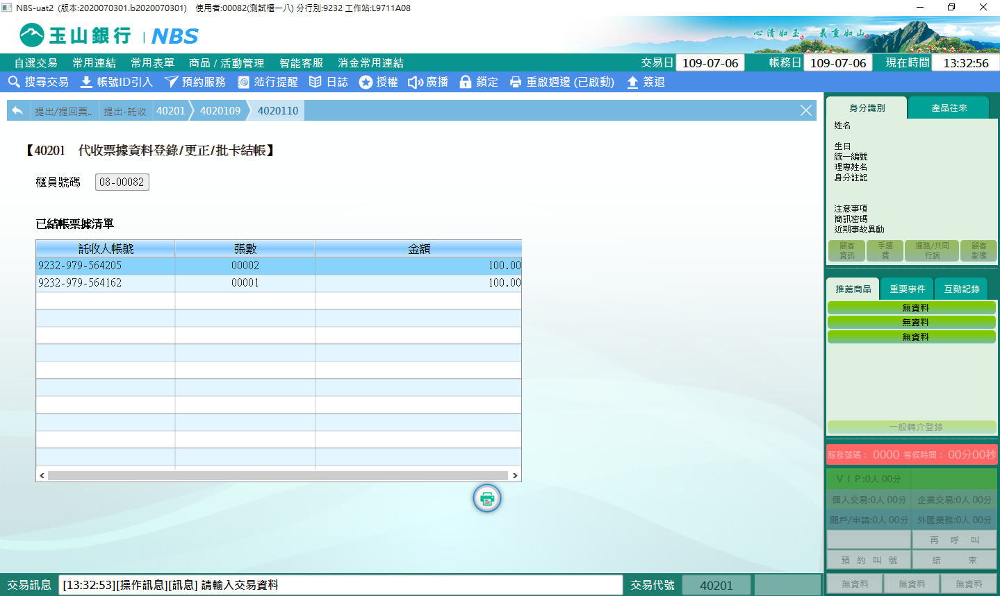 NBS-uat2 (版本:2020070301.b2020070301) 使用者:00082(測試櫃一八) 分行別:9232 工作站:L9711A08
玉山銀行 | NBS
心清如玉。義重如山。
自選交易 常用連結 常用表單 商品 / 活動管理 智能客服 消金常用連結 交易日 109-07-06 帳務日 109-07-06 現在時間 13:32:56
搜尋交易 帳號ID引入 預約服務 蒞行提醒 日誌 授權 廣播 鎖定 重啟週邊 (已啟動) 簽退
提出/提回票.. 提出-託收 40201 4020109 4020110
【40201 代收票據資料登錄/更正/批卡結帳】
櫃員號碼 08-00082
已結帳票據清單
託收人帳號 張數 金額
9232-979-564205 00002 100.00
9232-979-564162 00001 100.00
身分識別 產品往來
姓名
生日
統一編號
理專姓名
身分註記
注意事項
簡訊密碼
近期事故異動
顧客資訊 手續費 通路/共同行銷 顧客影像
推薦商品 重要事件 互動記錄
無資料
無資料
無資料
一般轉介登錄
服務號碼： 0000 等候時間： 00分00秒
ＶＩＰ:0人 00分
個人交易:0人 00分 企業交易:0人 00分
開戶/申請:0人 00分 外匯業務:0人 00分
再 呼 叫
預 約 叫 號 結 束
無資料 無資料 無資料
交易訊息 [13:32:53][操作訊息][訊息] 請輸入交易資料 交易代號 40201